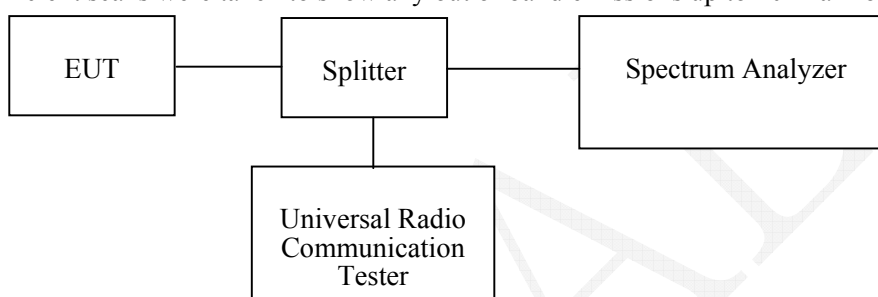 EUT
Splitter
Spectrum Analyzer
Universal Radio
Communication
Tester